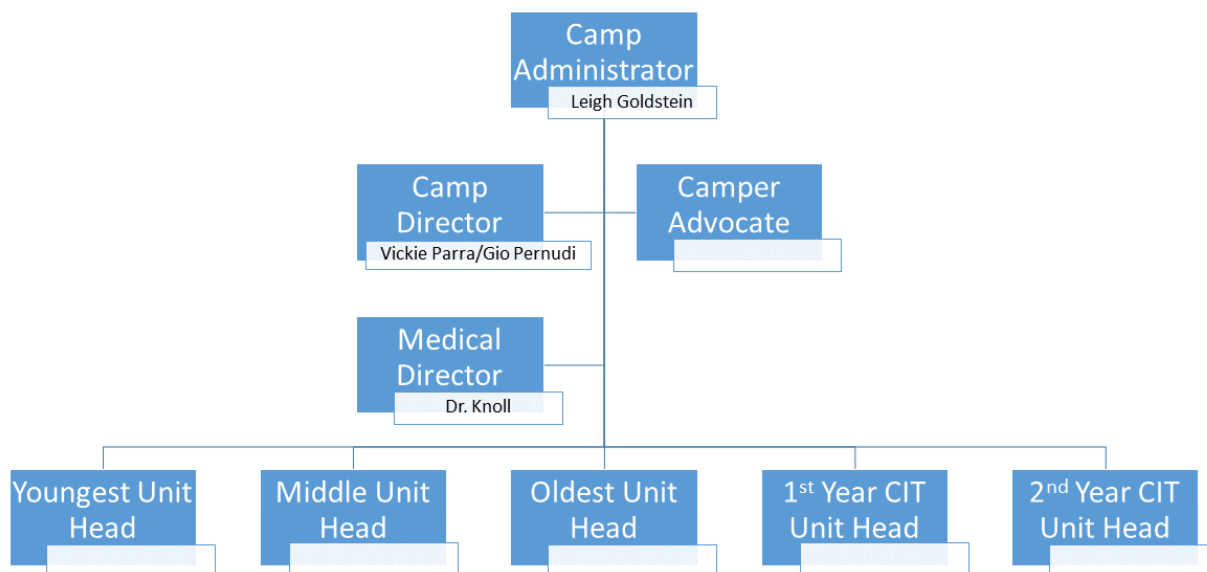 Camp
Administrator
Leigh Goldstein
Camp
Director
Vickie Parra/Gio Pernudi
Camper
Advocate
Medical
Director
Dr. Knoll
Youngest Unit
Head
Middle Unit
Head
Oldest Unit
Head
1st Year CIT
Unit Head
2nd Year CIT
Unit Head